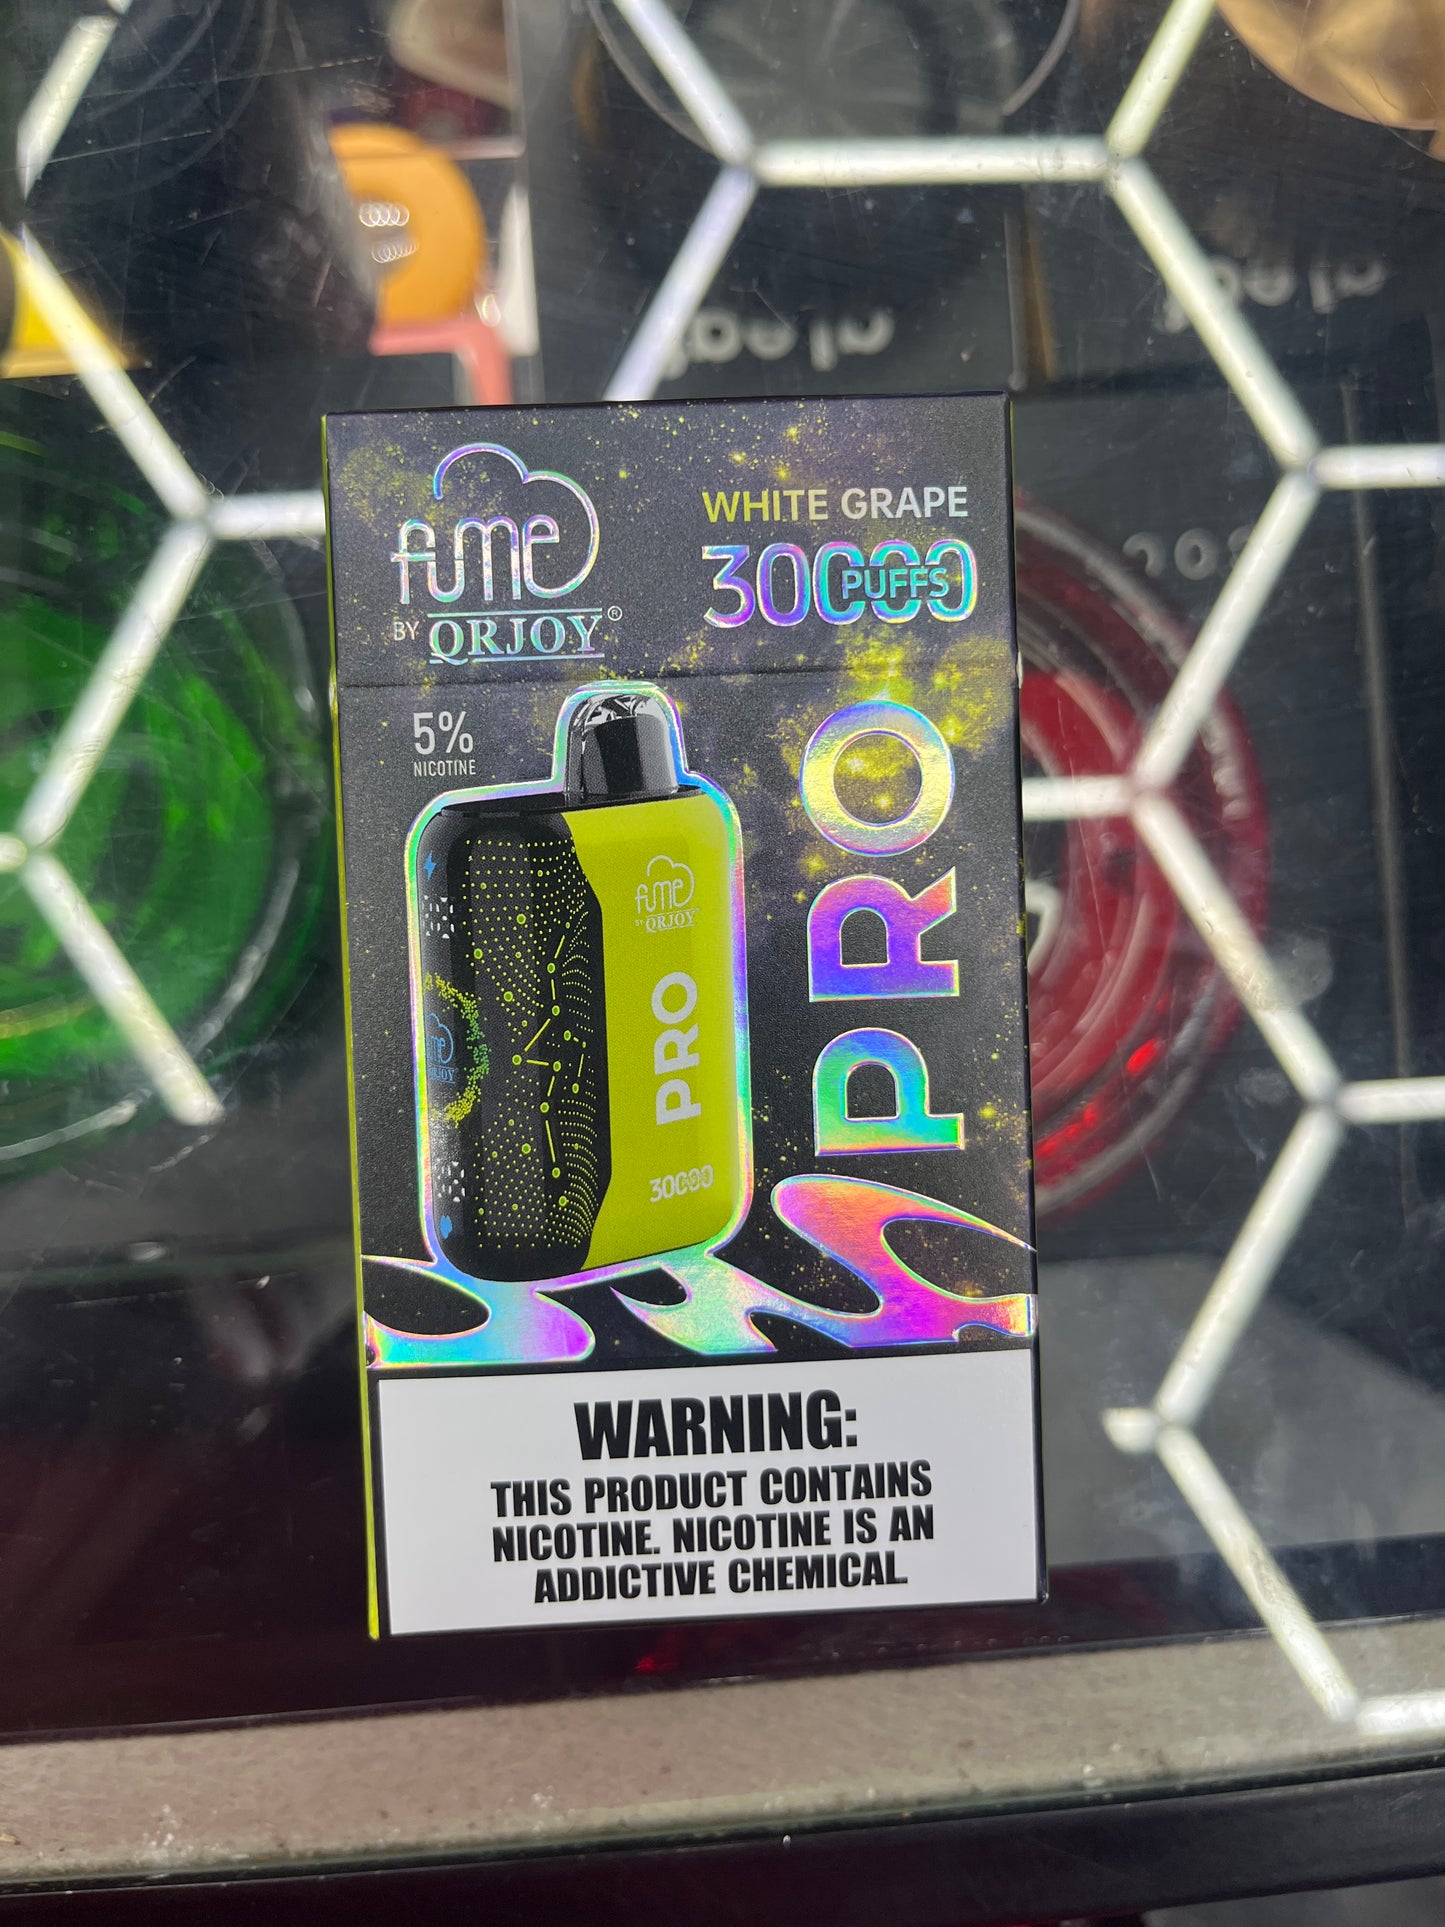 fume
BY QRJOY®
WHITE GRAPE
30000
PUFFS
5%
NICOTINE
PRO
fume
BY QRJOY
PRO
30000
WARNING:
THIS PRODUCT CONTAINS
NICOTINE. NICOTINE IS AN
ADDICTIVE CHEMICAL.